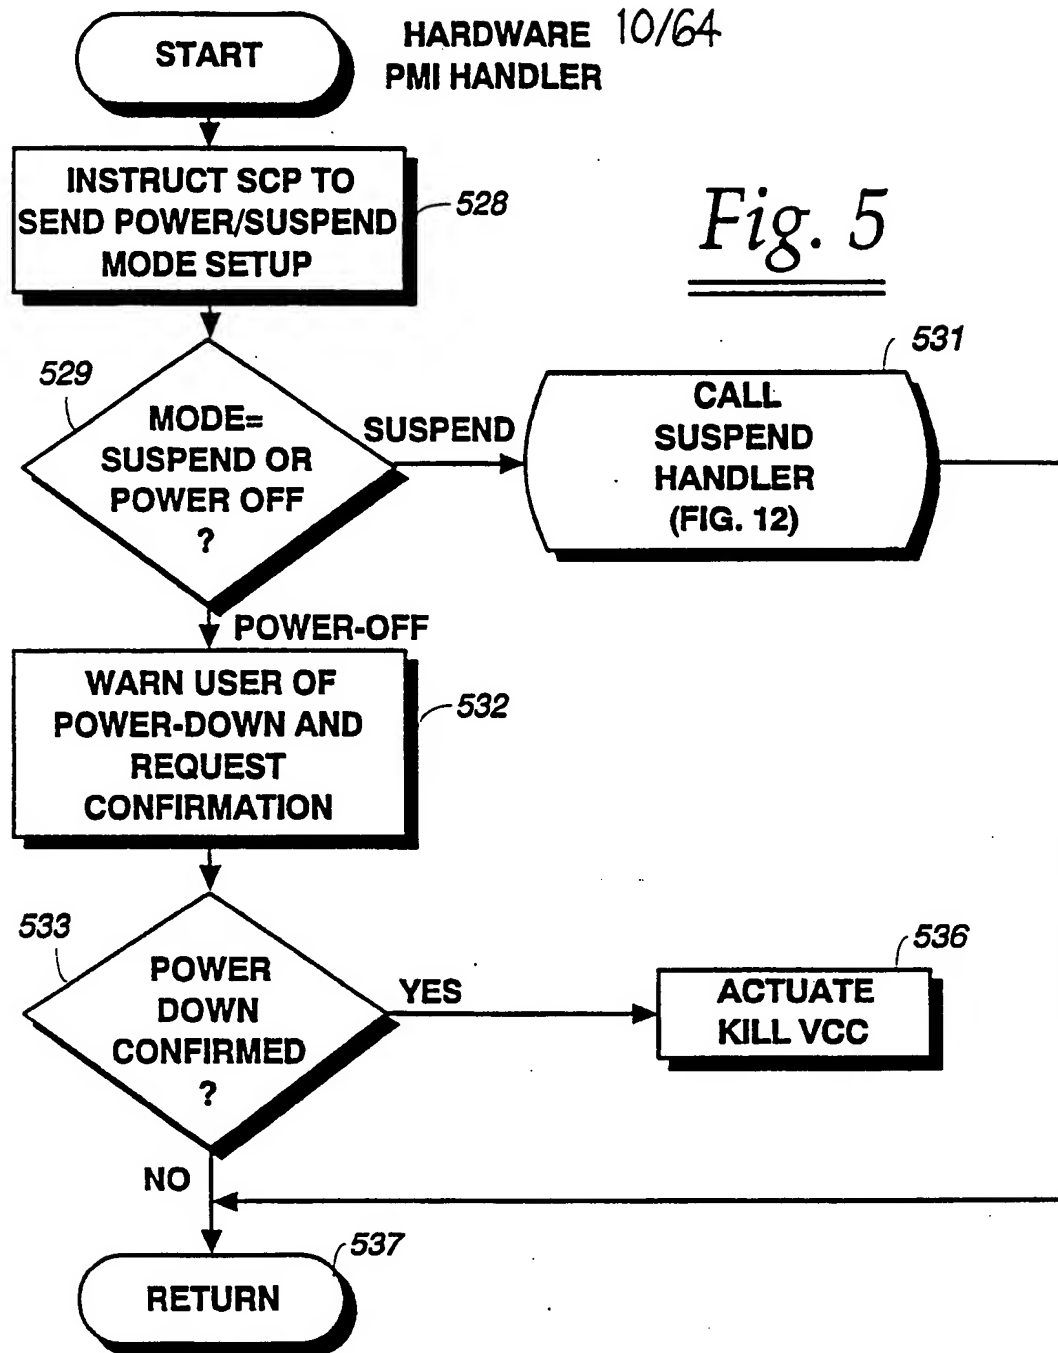 START
HARDWARE 10/64
PMI HANDLER
INSTRUCT SCP TO
SEND POWER/SUSPEND
MODE SETUP
528
Fig. 5
529
MODE=
SUSPEND OR
POWER OFF
?
SUSPEND
531
CALL
SUSPEND
HANDLER
(FIG. 12)
POWER-OFF
WARN USER OF
POWER-DOWN AND
REQUEST
CONFIRMATION
532
533
POWER
DOWN
CONFIRMED
?
YES
536
ACTUATE
KILL VCC
NO
537
RETURN